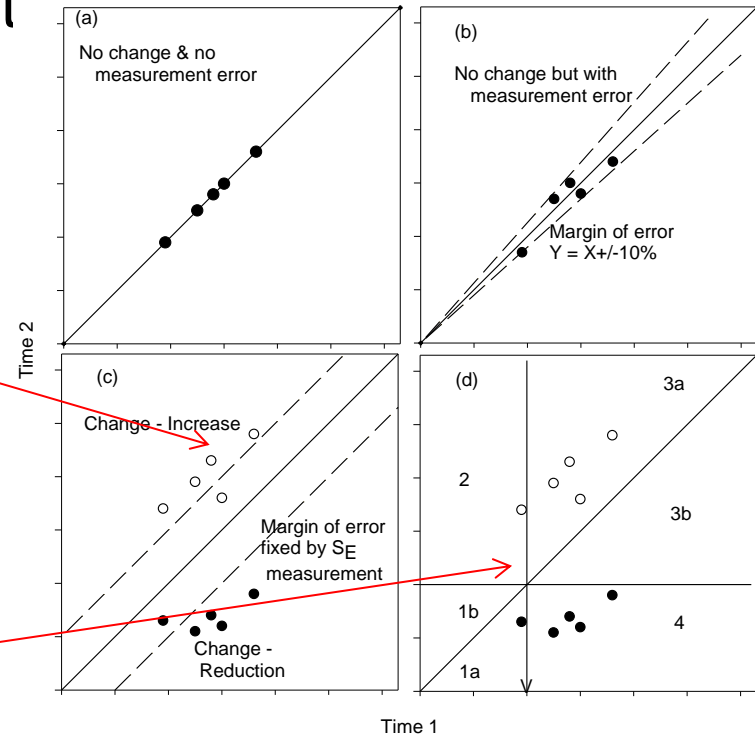 (a)
No change & no
measurement error
(b)
No change but with
measurement error
Margin of error
Y = X+/-10%
Time 2
(c)
Change - Increase
Margin of error
fixed by SE
measurement
Change -
Reduction
(d)
3a
2
3b
1b
4
1a
Time 1